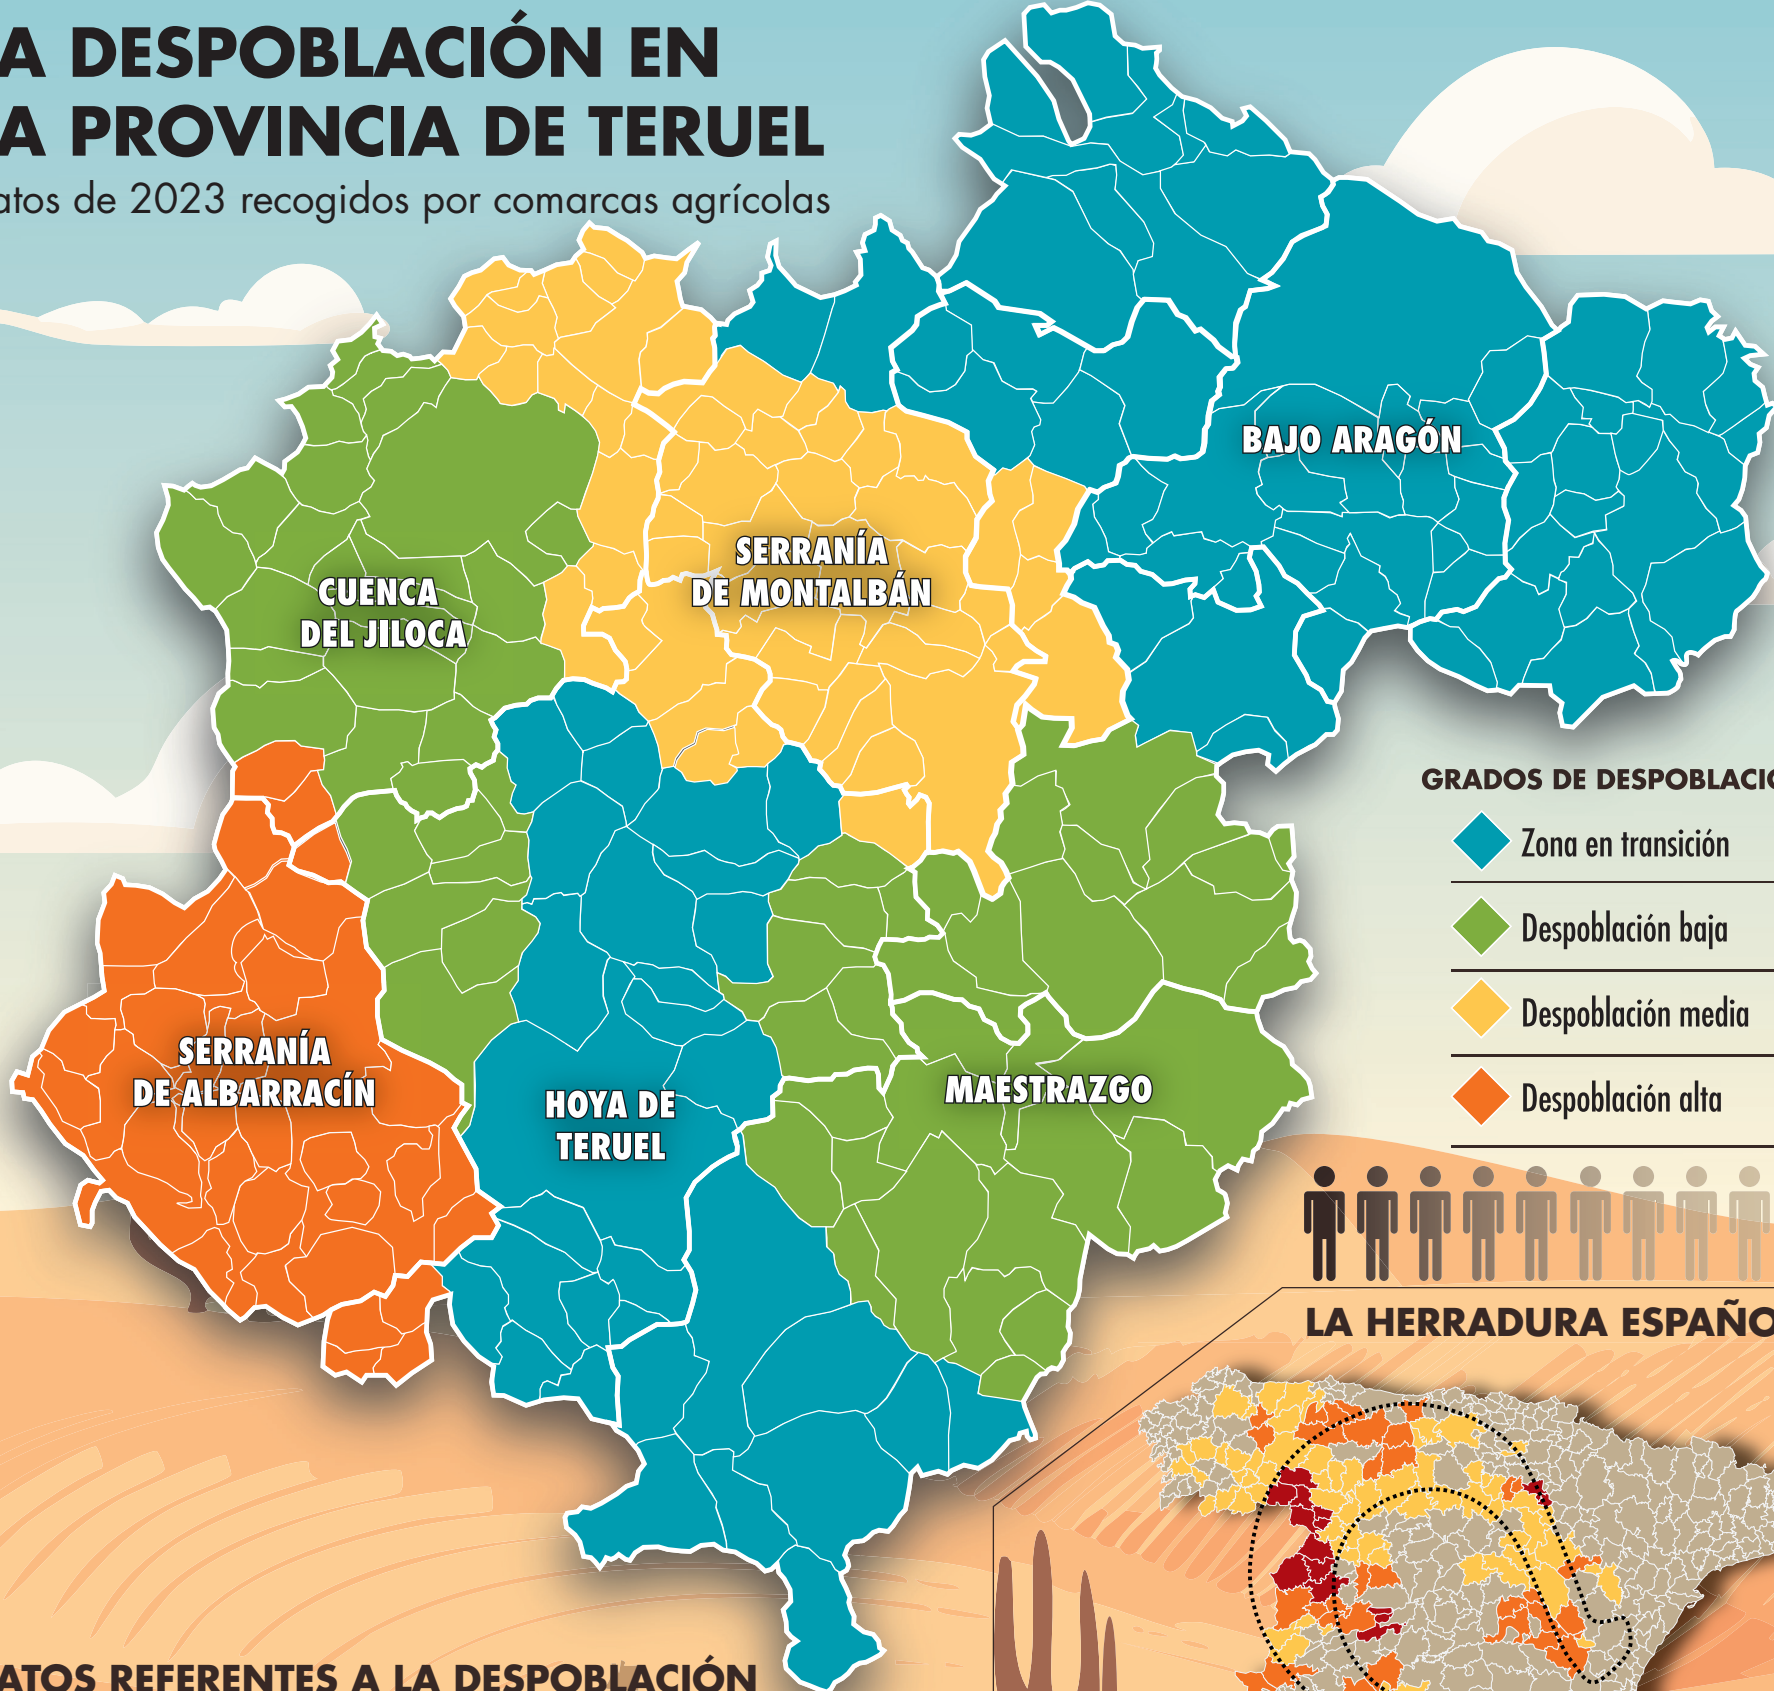 A DESPOBLACIÓN EN
A PROVINCIA DE TERUEL
atos de 2023 recogidos por comarcas agrícolas
BAJO ARAGÓN
SERRANÍA
DE MONTALBÁN
CUENCA
DEL JILOCA
SERRANÍA
DE ALBARRACÍN
HOYA DE
TERUEL
MAESTRAZGO
GRADOS DE DESPOBLACIÓ
Zona en transición
Despoblación baja
Despoblación media
Despoblación alta
LA HERRADURA ESPAÑO
ATOS REFERENTES A LA DESPOBLACIÓN